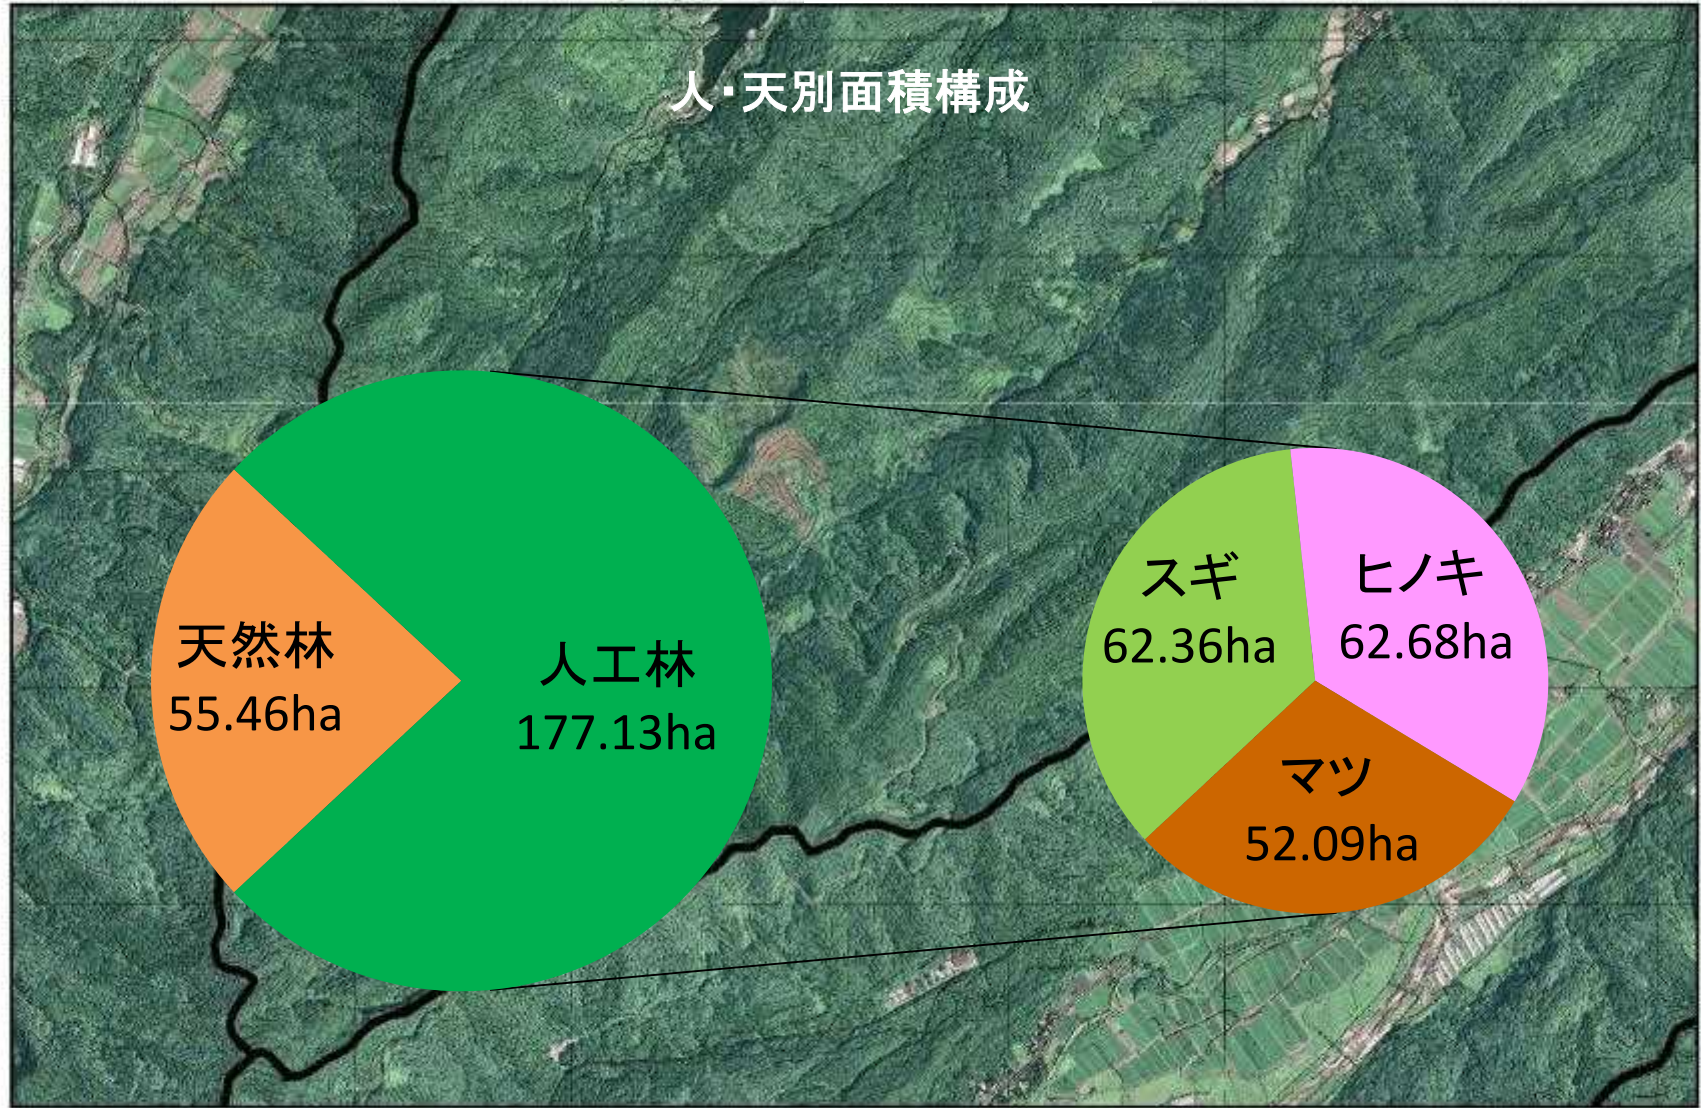 人・天別面積構成
天然林
55.46ha
人工林
177.13ha
スギ
62.36ha
ヒノキ
62.68ha
マツ
52.09ha